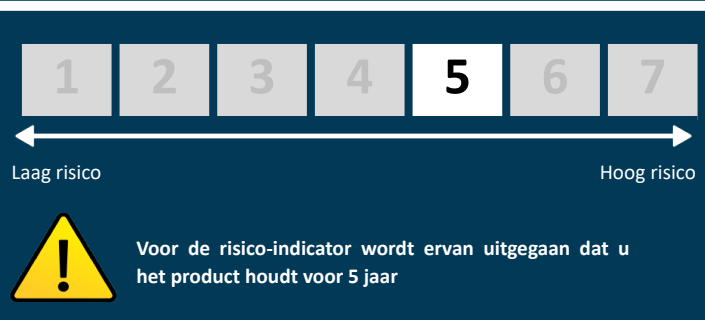 1 2 3 4 5 6 7
Laag risico Hoog risico
!
Voor de risico-indicator wordt ervan uitgegaan dat u
het product houdt voor 5 jaar